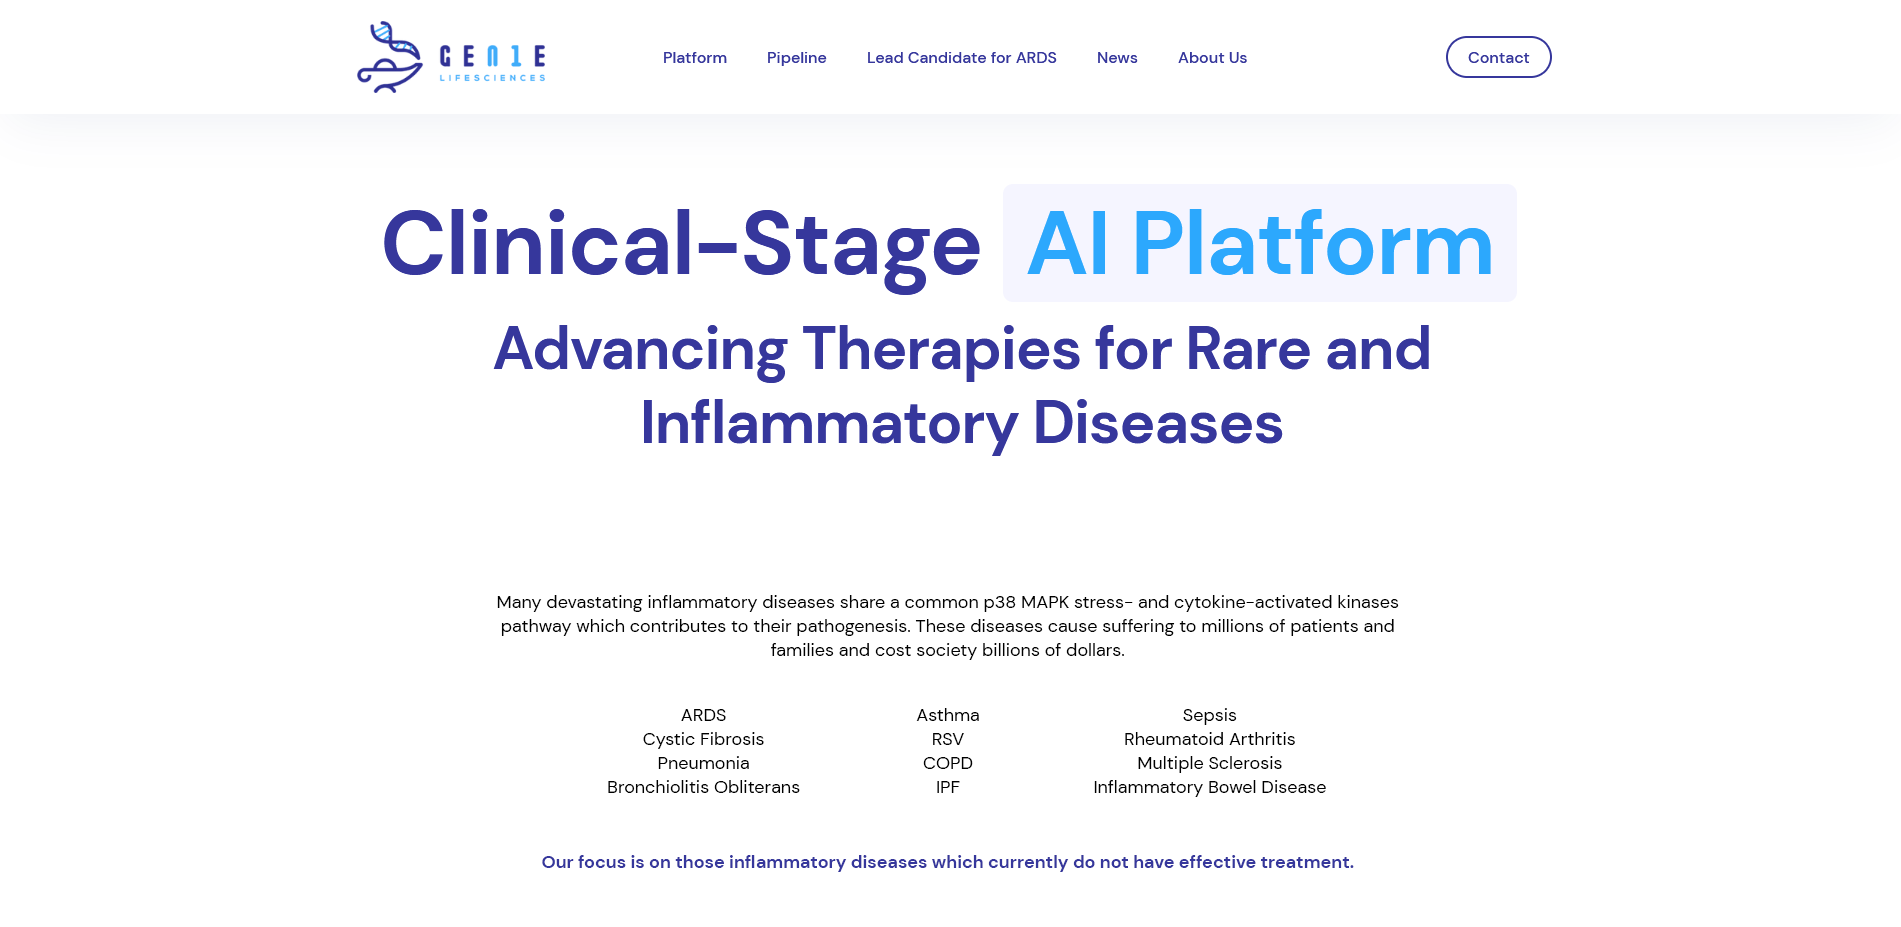 GEN1E
LIFESCIENCES
Platform
Pipeline
Lead Candidate for ARDS
News
About Us
Contact
Clinical-Stage AI Platform
Advancing Therapies for Rare and
Inflammatory Diseases
Many devastating inflammatory diseases share a common p38 MAPK stress- and cytokine-activated kinases
pathway which contributes to their pathogenesis. These diseases cause suffering to millions of patients and
families and cost society billions of dollars.
ARDS
Cystic Fibrosis
Pneumonia
Bronchiolitis Obliterans
Asthma
RSV
COPD
IPF
Sepsis
Rheumatoid Arthritis
Multiple Sclerosis
Inflammatory Bowel Disease
Our focus is on those inflammatory diseases which currently do not have effective treatment.